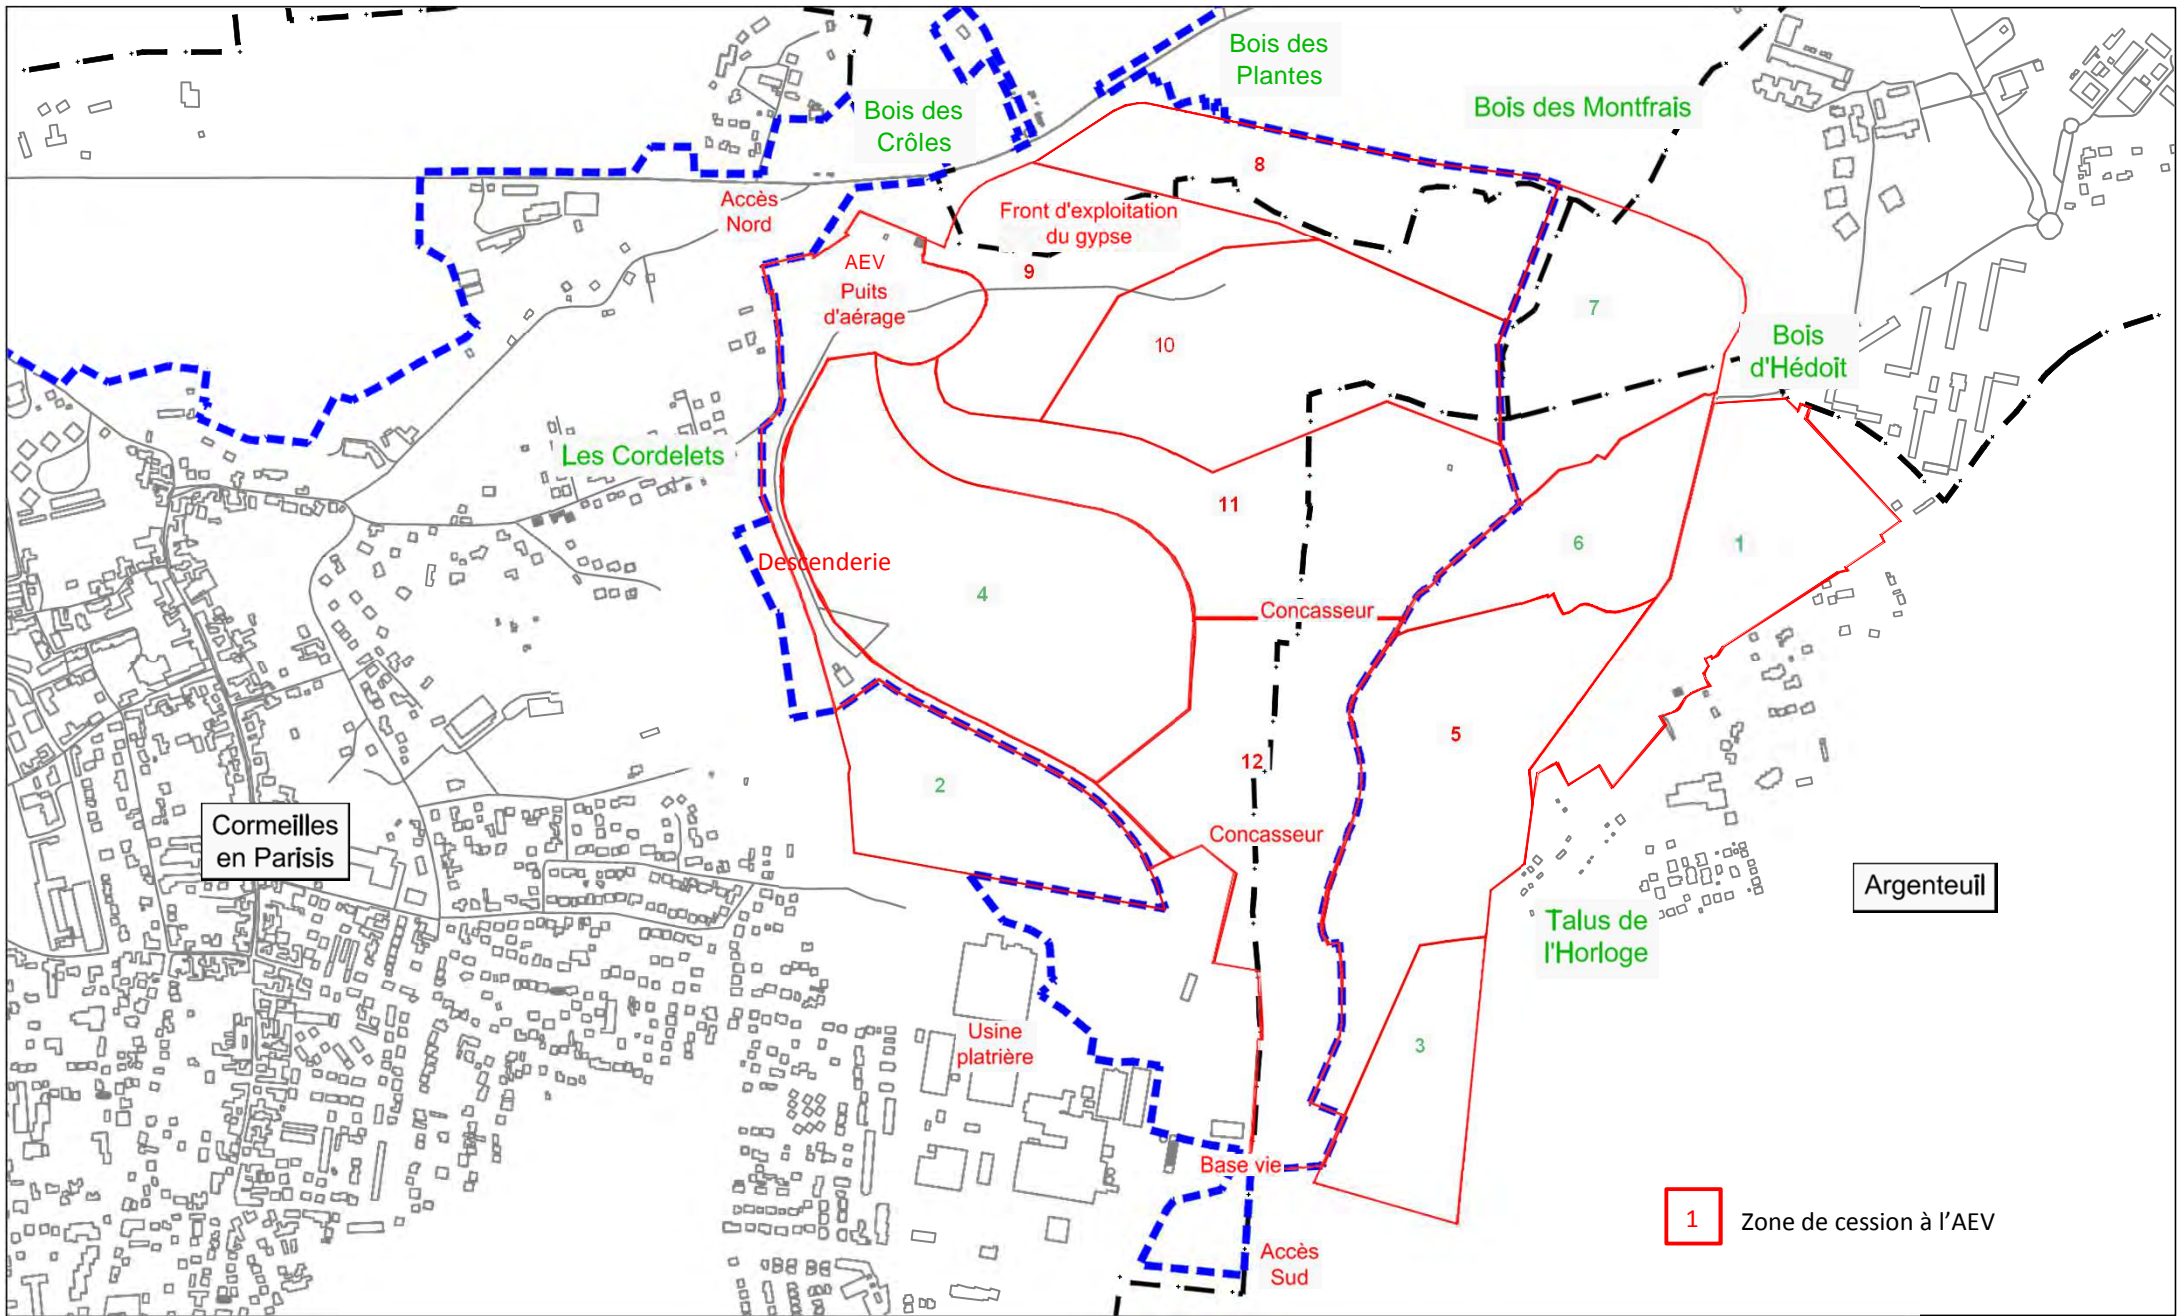 Bois des
Plantes
Bois des Montfrais
Bois des
Crôles
8
Accès
Nord
Front d'exploitation
du gypse
AEV
9
Puits
d'aérage
7
10
Bois
d'Hédoit
Les Cordelets
11
6
1
Descenderie
4
Concasseur
5
12
2
Cormeilles
en Parisis
Concasseur
Argenteuil
Talus de
l'Horloge
Usine
platrière
3
Base vie
1 Zone de cession à l'AEV
Accès
Sud